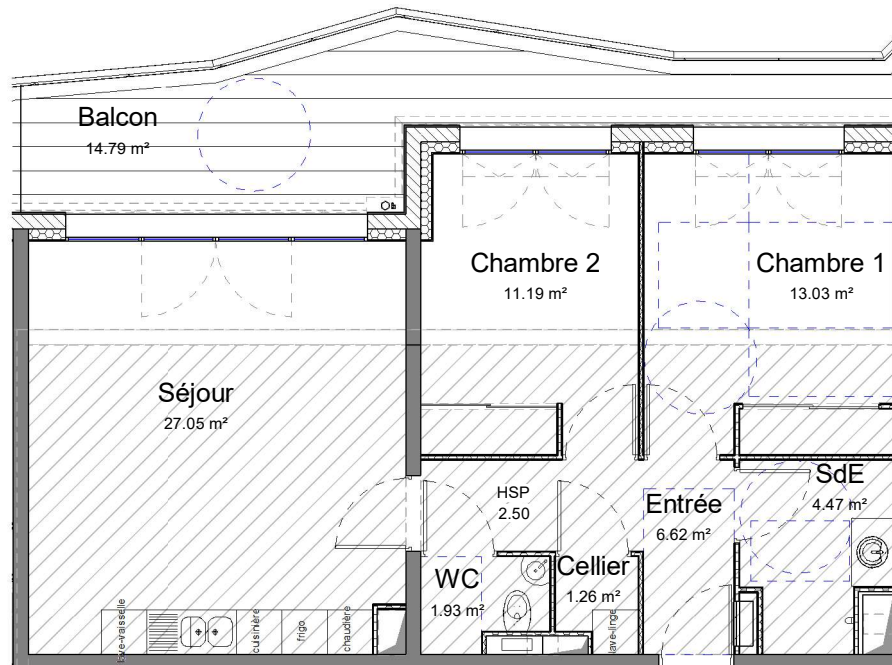 Balcon
14.79 m²
Chambre 2
11.19 m²
Chambre 1
13.03 m²
Séjour
27.05 m²
HSP
2.50
Entrée
6.62 m²
SdE
4.47 m²
WC
1.93 m²
Cellier
1.26 m²
lave-vaisselle
cuisinière
frigo
chaudière
lave-linge